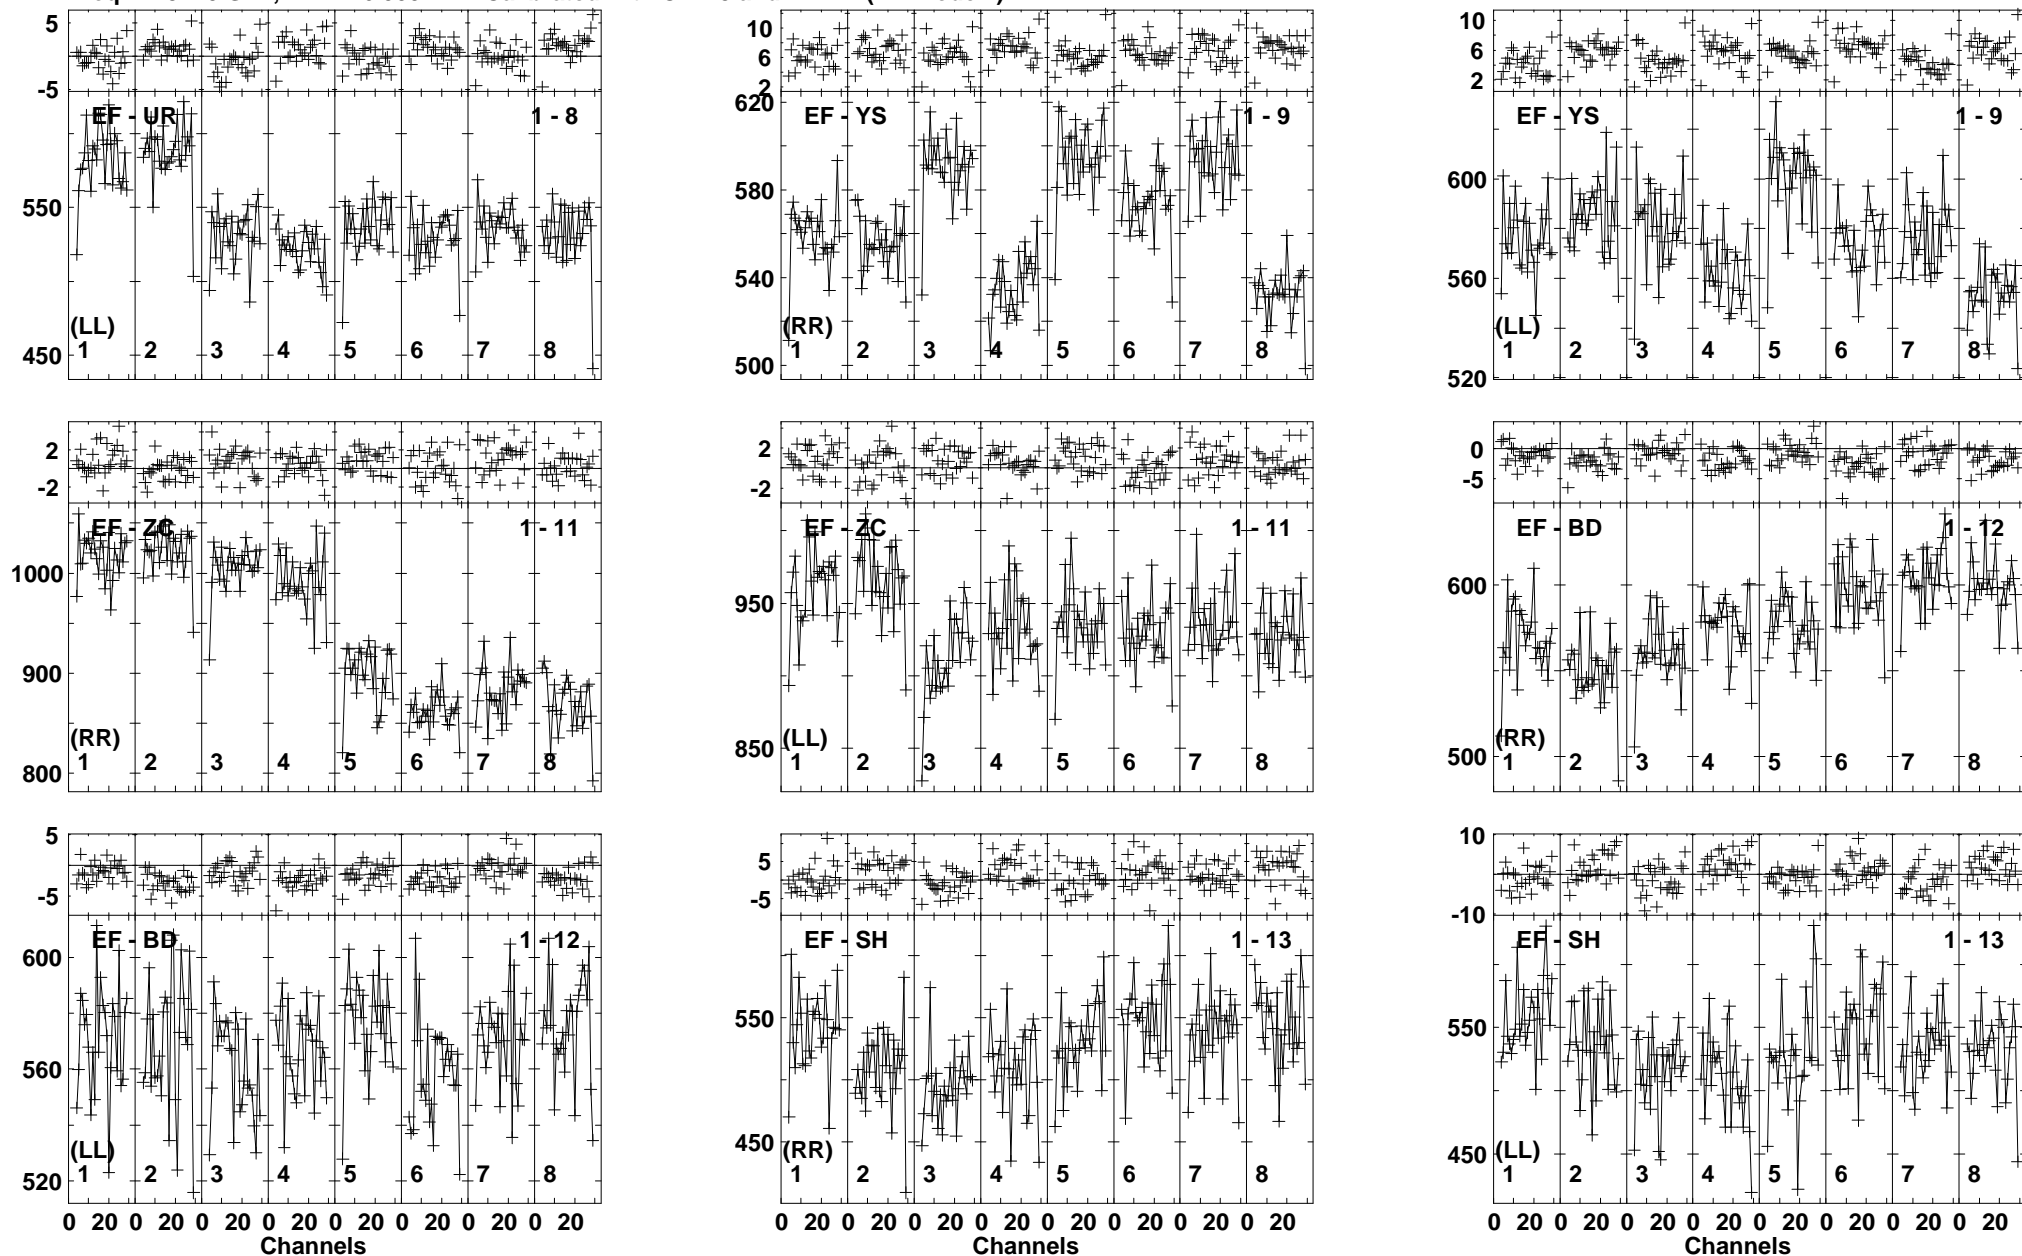 5 10 10
6 6
-5 2 2
EF - UR 1 - 8 620 EF - YS 1 - 9 EF - YS 1 - 9
580 600
550
540 560
(LL) (RR) (LL)
450 1 2 3 4 5 6 7 8 500 1 2 3 4 5 6 7 8 1 2 3 4 5 6 7 8
520
2 2 0
-2 -2 -5
EF - ZC 1 - 11 EF - ZC 1 - 11 EF - BD 1 - 12
1000 950 600
900
(RR) (LL) (RR)
800 1 2 3 4 5 6 7 8 850 1 2 3 4 5 6 7 8 500 1 2 3 4 5 6 7 8
5 5 10
-5 -5 -10
EF - BD 1 - 12 EF - SH 1 - 13 EF - SH 1 - 13
600
550 550
560
(LL) 450 (RR) 450 (LL)
520 1 2 3 4 5 6 7 8 1 2 3 4 5 6 7 8 1 2 3 4 5 6 7 8
0 20 0 20 0 20 0 20 0 20 0 20 0 20 0 20 0 20 0 20 0 20 0 20 0 20 0 20 0 20 0 20 0 20 0 20 0 20 0 20 0 20 0 20 0 20 0 20
Channels Channels Channels